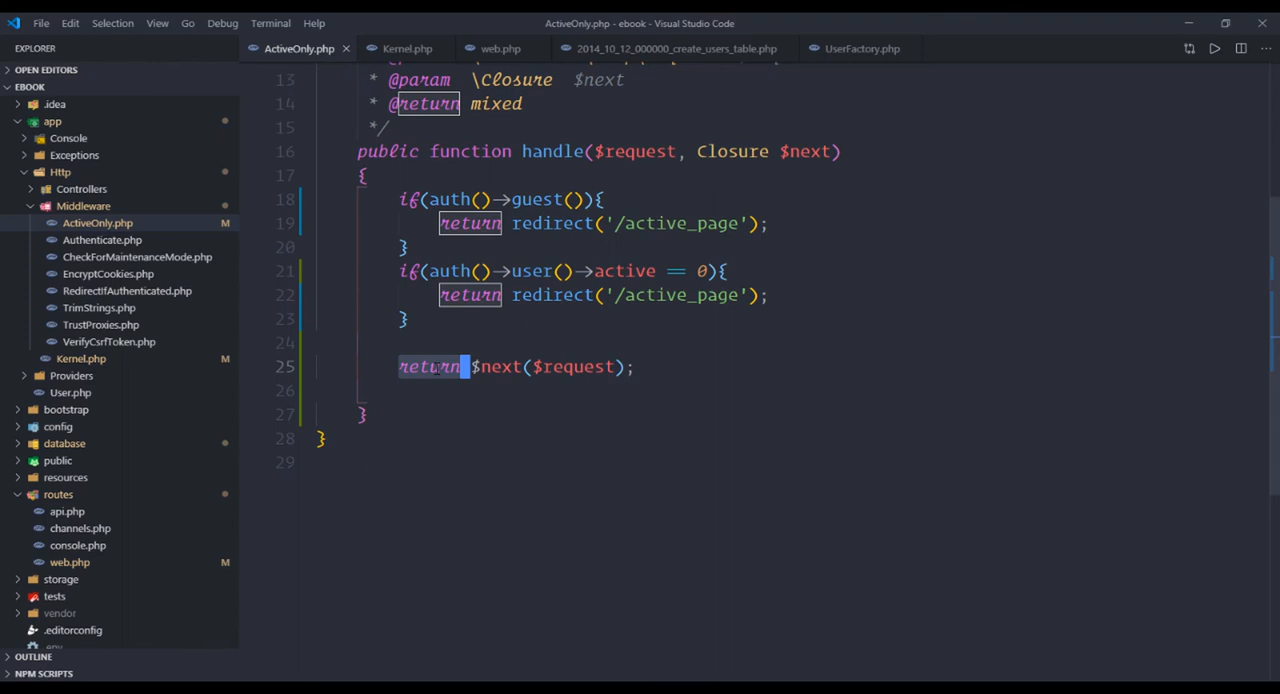 File Edit Selection View Go Debug Terminal Help
ActiveOnly.php - ebook - Visual Studio Code
EXPLORER
ActiveOnly.php
Kernel.php
web.php
2014_10_12_000000_create_users_table.php
UserFactory.php
OPEN EDITORS
EBOOK
.idea
app
Console
Exceptions
Http
Controllers
Middleware
ActiveOnly.php M
Authenticate.php
CheckForMaintenanceMode.php
EncryptCookies.php
RedirectIfAuthenticated.php
TrimStrings.php
TrustProxies.php
VerifyCsrfToken.php
Kernel.php M
Providers
User.php
bootstrap
config
database
public
resources
routes
api.php
channels.php
console.php
web.php M
storage
tests
vendor
.editorconfig
.env
OUTLINE
NPM SCRIPTS
13 * @param \Closure $next
14 * @return mixed
15 */
16 public function handle($request, Closure $next)
17 {
18 if(auth()->guest()){
19 return redirect('/active_page');
20 }
21 if(auth()->user()->active == 0){
22 return redirect('/active_page');
23 }
24
25 return $next($request);
26
27 }
28 }
29